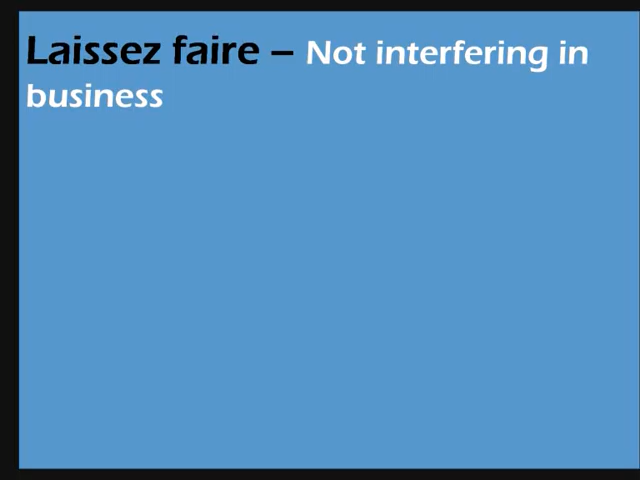 Laissez faire – Not interfering in
business